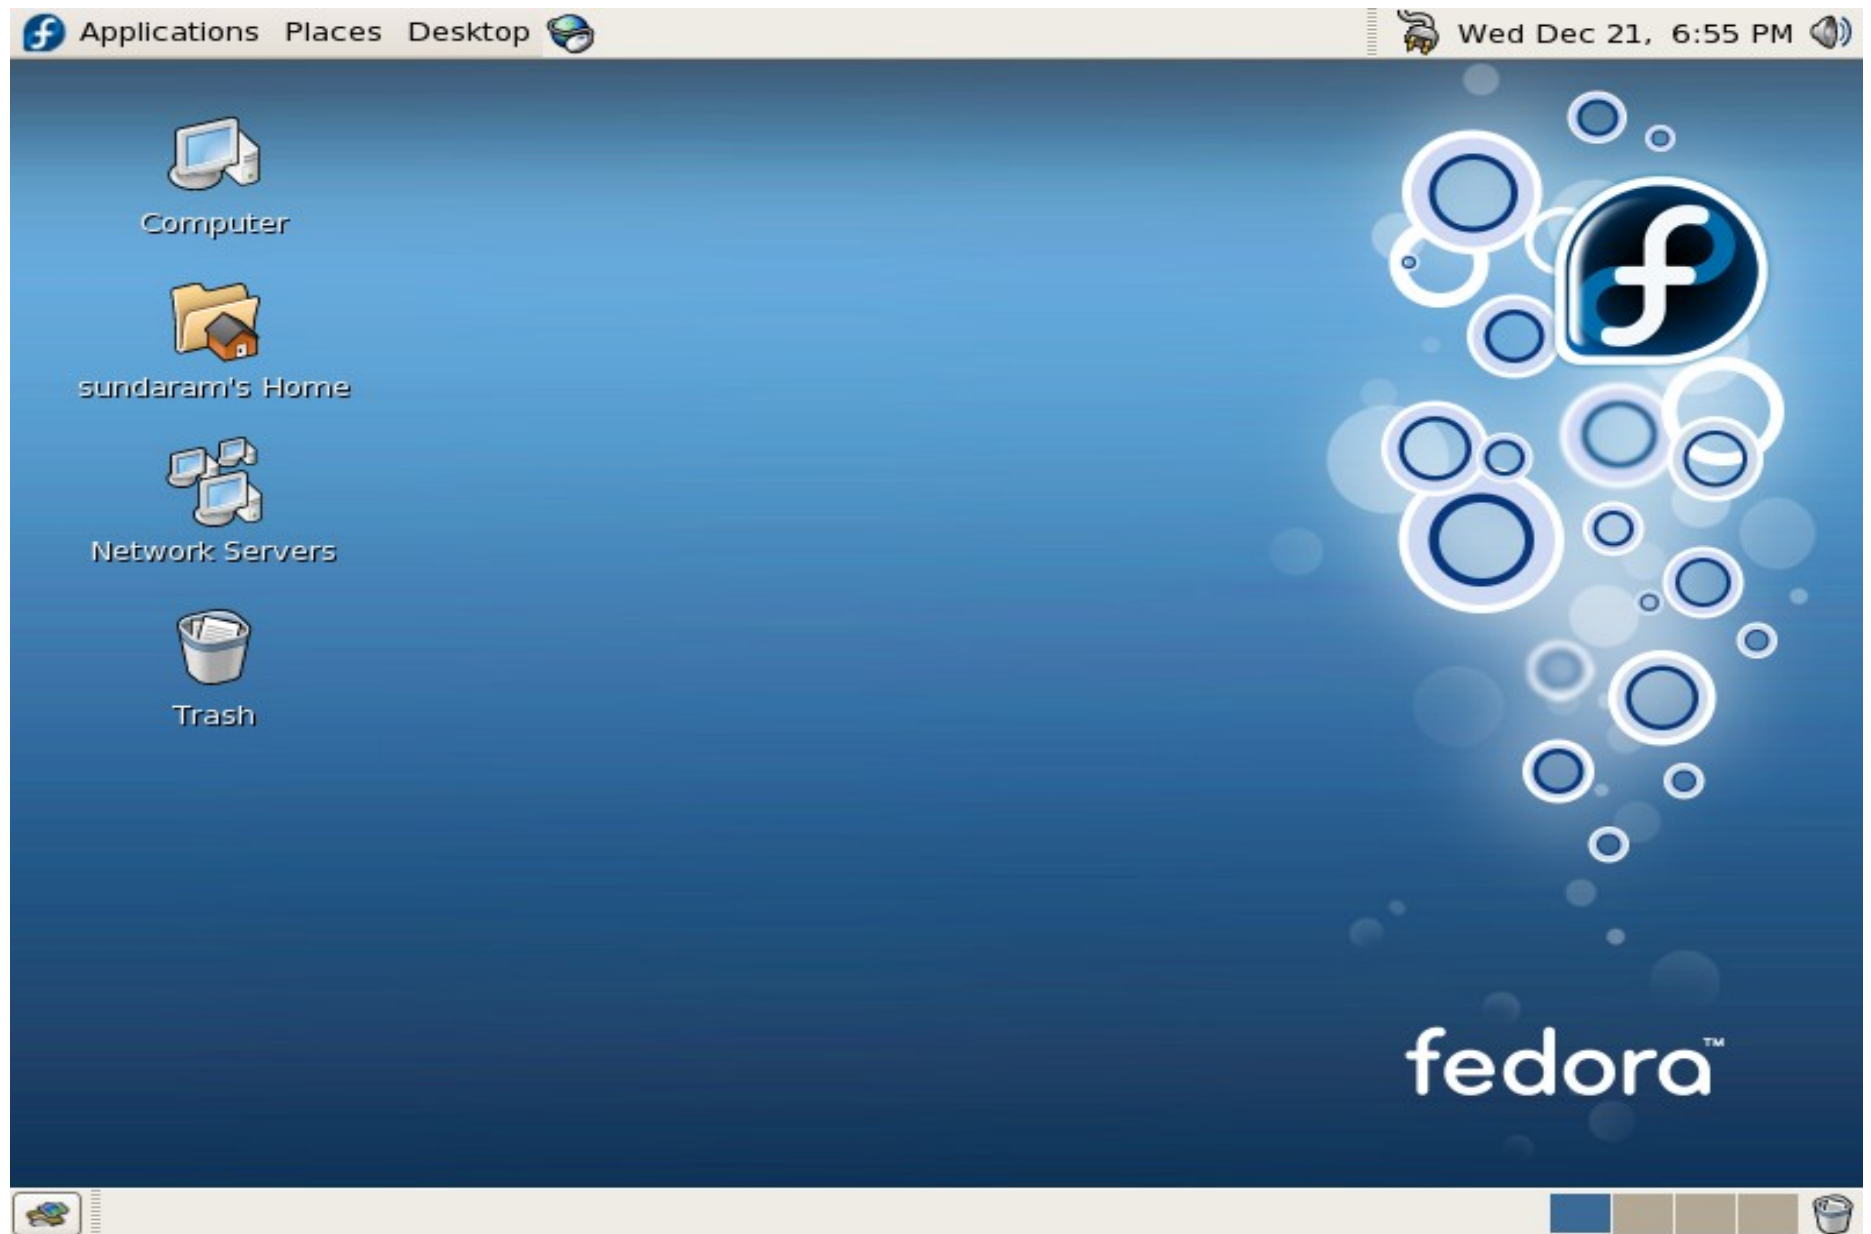 Applications Places Desktop
Wed Dec 21, 6:55 PM
Computer
sundaram's Home
Network Servers
Trash
fedora™